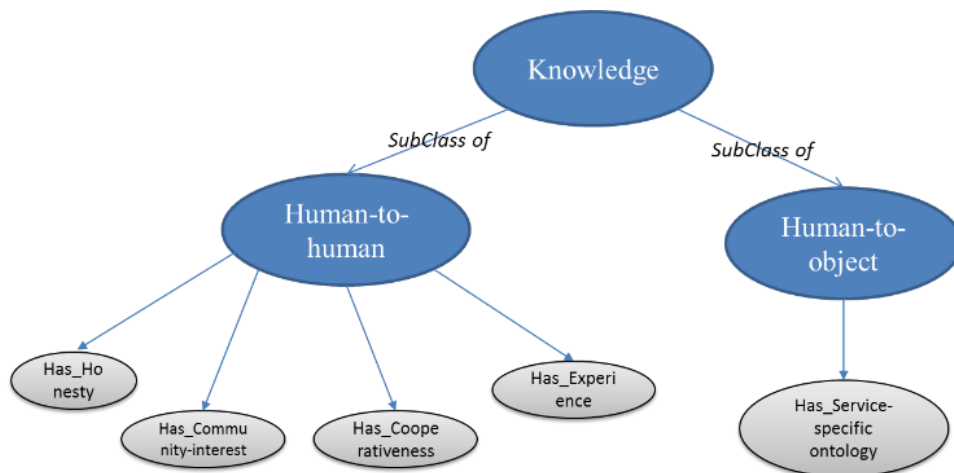 Knowledge
SubClass of
SubClass of
Human-to-
human
Human-to-
object
Has_Ho
nesty
Has_Commu
nity-interest
Has_Coope
rativeness
Has_Experi
ence
Has_Service-
specific
ontology